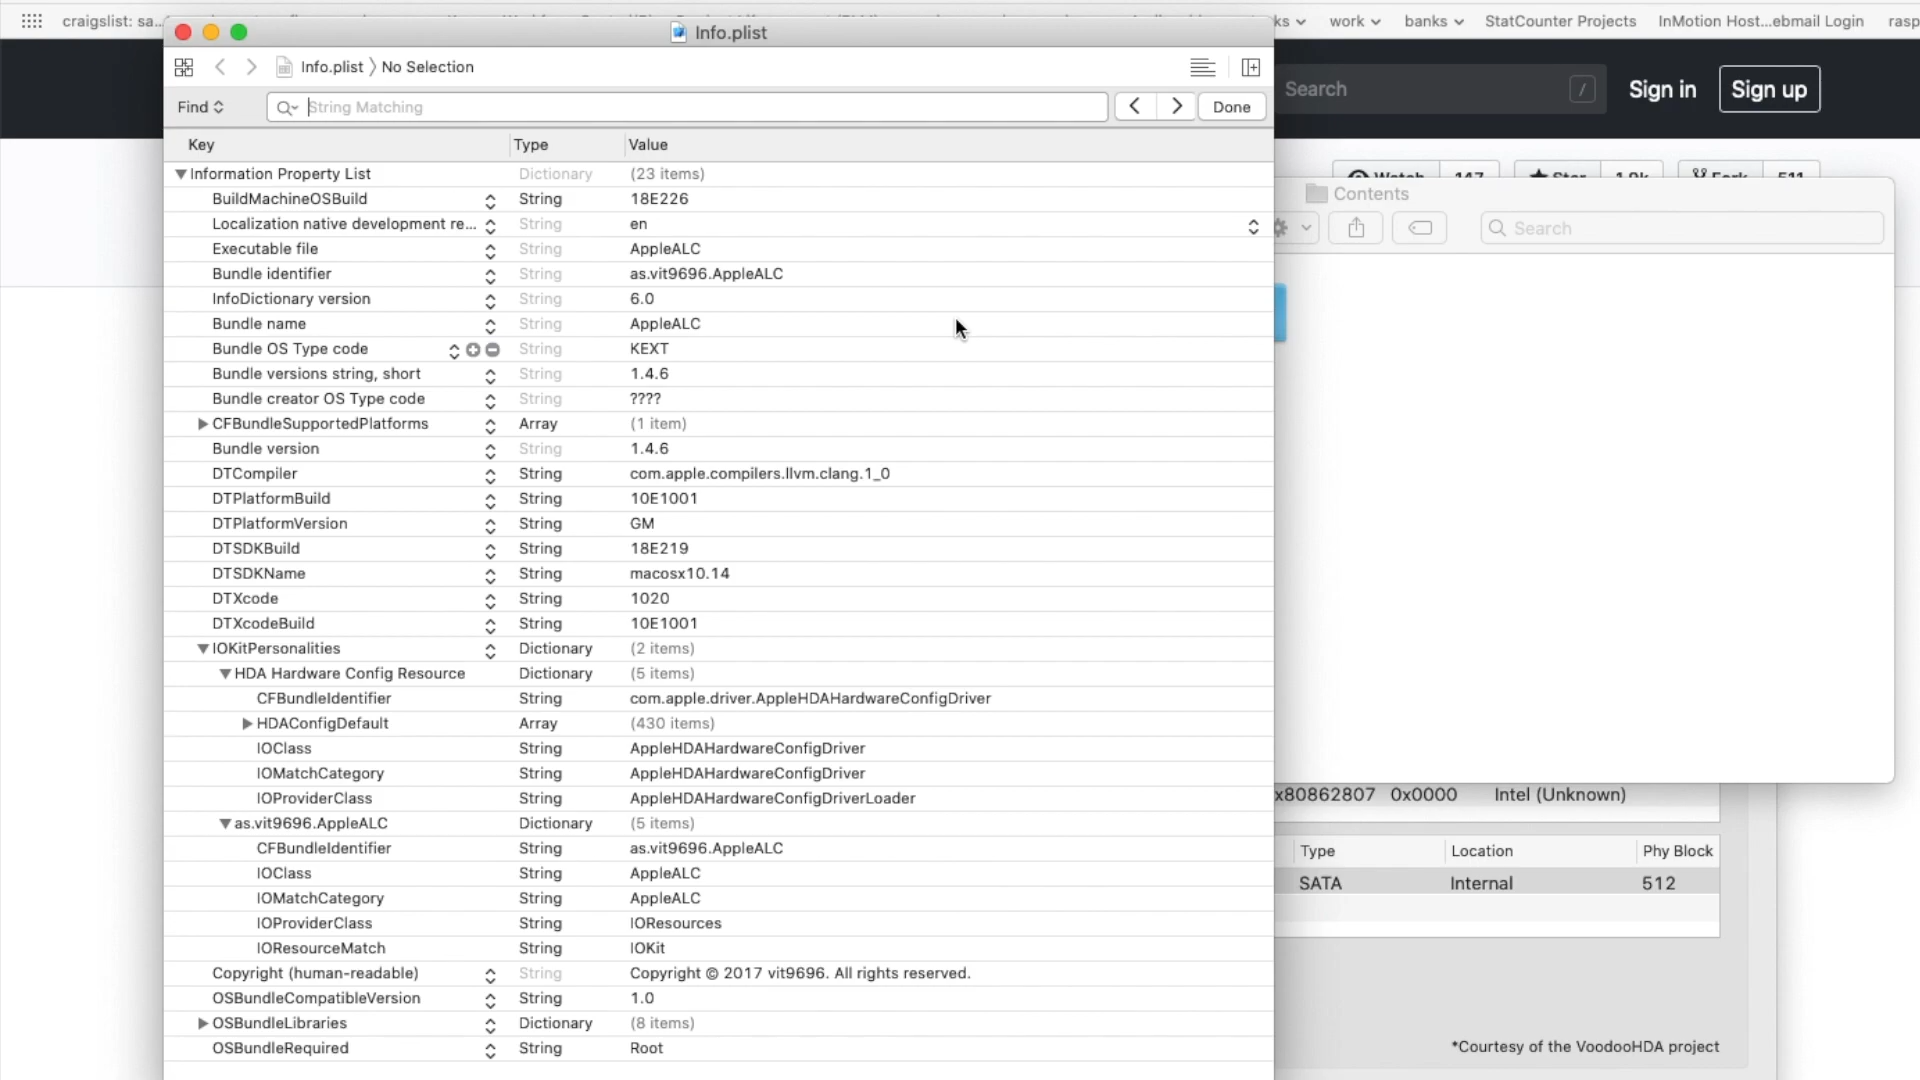 craigslist: sa...
ks
work
banks
StatCounter Projects
InMotion Host...ebmail Login
rasp
Info.plist
Info.plist 〉 No Selection
Find
String Matching
Done
Search
/
Sign in
Sign up
Key Type Value
Information Property List Dictionary (23 items)
BuildMachineOSBuild String 18E226
Localization native development re... String en
Executable file String AppleALC
Bundle identifier String as.vit9696.AppleALC
InfoDictionary version String 6.0
Bundle name String AppleALC
Bundle OS Type code String KEXT
Bundle versions string, short String 1.4.6
Bundle creator OS Type code String ????
CFBundleSupportedPlatforms Array (1 item)
Bundle version String 1.4.6
DTCompiler String com.apple.compilers.llvm.clang.1_0
DTPlatformBuild String 10E1001
DTPlatformVersion String GM
DTSDKBuild String 18E219
DTSDKName String macosx10.14
DTXcode String 1020
DTXcodeBuild String 10E1001
IOKitPersonalities Dictionary (2 items)
HDA Hardware Config Resource Dictionary (5 items)
CFBundleIdentifier String com.apple.driver.AppleHDAHardwareConfigDriver
HDAConfigDefault Array (430 items)
IOClass String AppleHDAHardwareConfigDriver
IOMatchCategory String AppleHDAHardwareConfigDriver
IOProviderClass String AppleHDAHardwareConfigDriverLoader
as.vit9696.AppleALC Dictionary (5 items)
CFBundleIdentifier String as.vit9696.AppleALC
IOClass String AppleALC
IOMatchCategory String AppleALC
IOProviderClass String IOResources
IOResourceMatch String IOKit
Copyright (human-readable) String Copyright © 2017 vit9696. All rights reserved.
OSBundleCompatibleVersion String 1.0
OSBundleLibraries Dictionary (8 items)
OSBundleRequired String Root
Watch 147 Star 1.9k Fork 511
Contents
Search
x80862807 0x0000 Intel (Unknown)
Type Location Phy Block
SATA Internal 512
*Courtesy of the VoodooHDA project